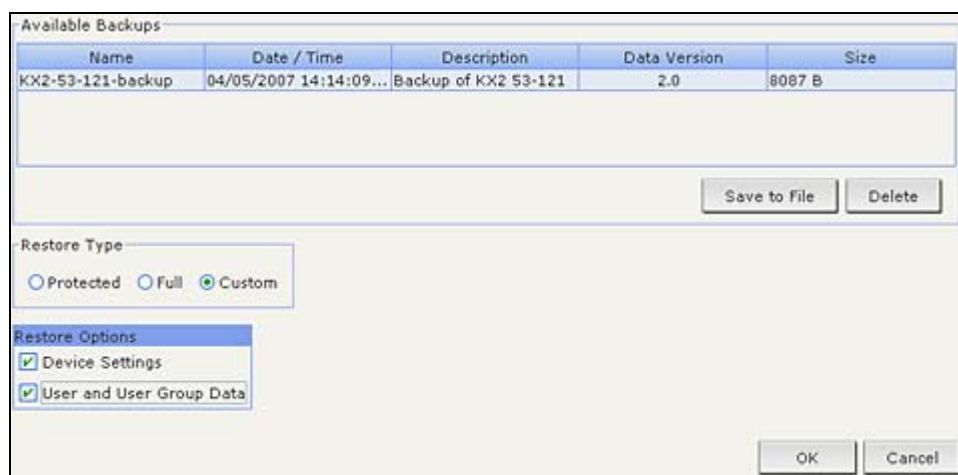 Available Backups
Name Date / Time Description Data Version Size
KX2-53-121-backup 04/05/2007 14:14:09... Backup of KX2 53-121 2.0 8087 B
Save to File Delete
Restore Type
Protected Full Custom
Restore Options
Device Settings
User and User Group Data
OK Cancel